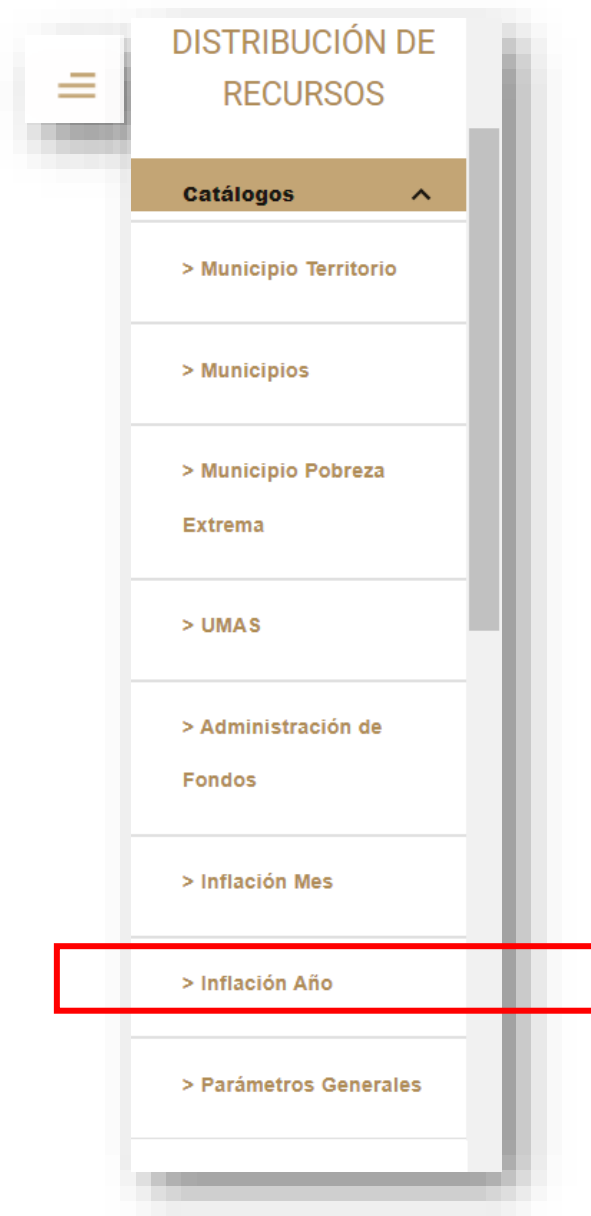 DISTRIBUCIÓN DE
RECURSOS
Catálogos
> Municipio Territorio
> Municipios
> Municipio Pobreza
Extrema
> UMAS
> Administración de
Fondos
> Inflación Mes
> Inflación Año
> Parámetros Generales